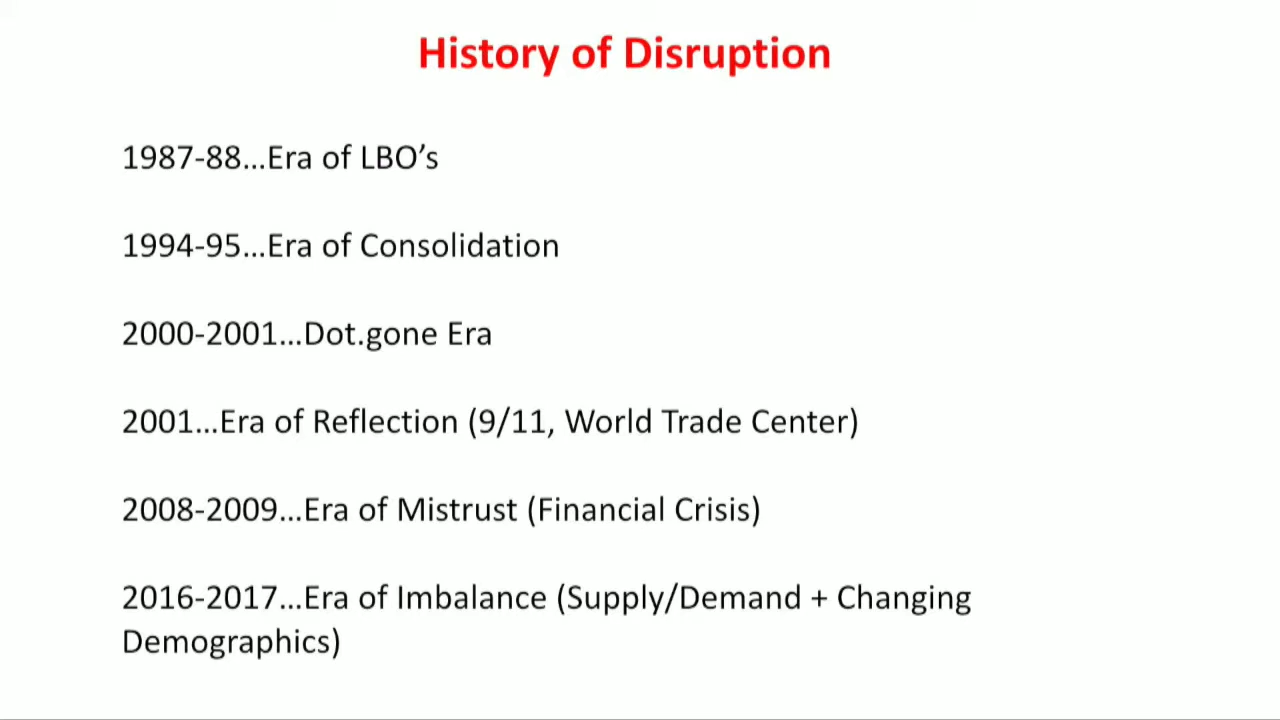 History of Disruption
1987-88...Era of LBO’s
1994-95...Era of Consolidation
2000-2001...Dot.gone Era
2001...Era of Reflection (9/11, World Trade Center)
2008-2009...Era of Mistrust (Financial Crisis)
2016-2017...Era of Imbalance (Supply/Demand + Changing
Demographics)